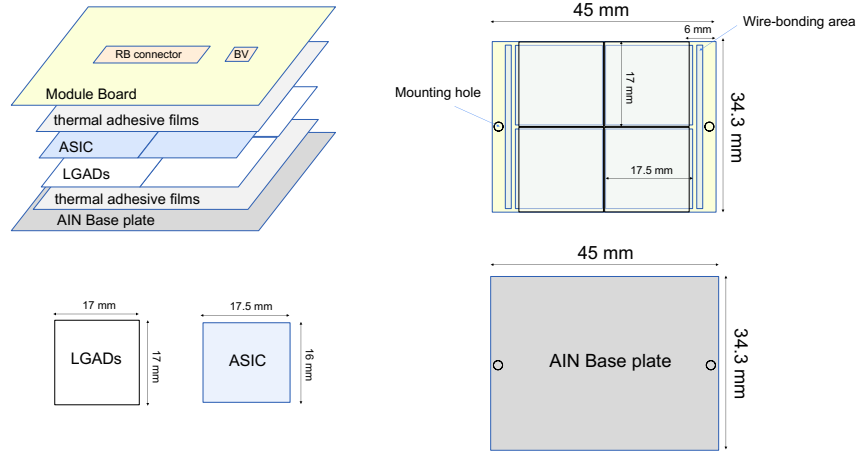 RB connector
BV
Module Board
thermal adhesive films
ASIC
LGADs
thermal adhesive films
AIN Base plate
45 mm
6 mm
Wire-bonding area
Mounting hole
17 mm
34.3 mm
17.5 mm
17 mm
LGADs
17 mm
17.5 mm
ASIC
16 mm
45 mm
AIN Base plate
34.3 mm